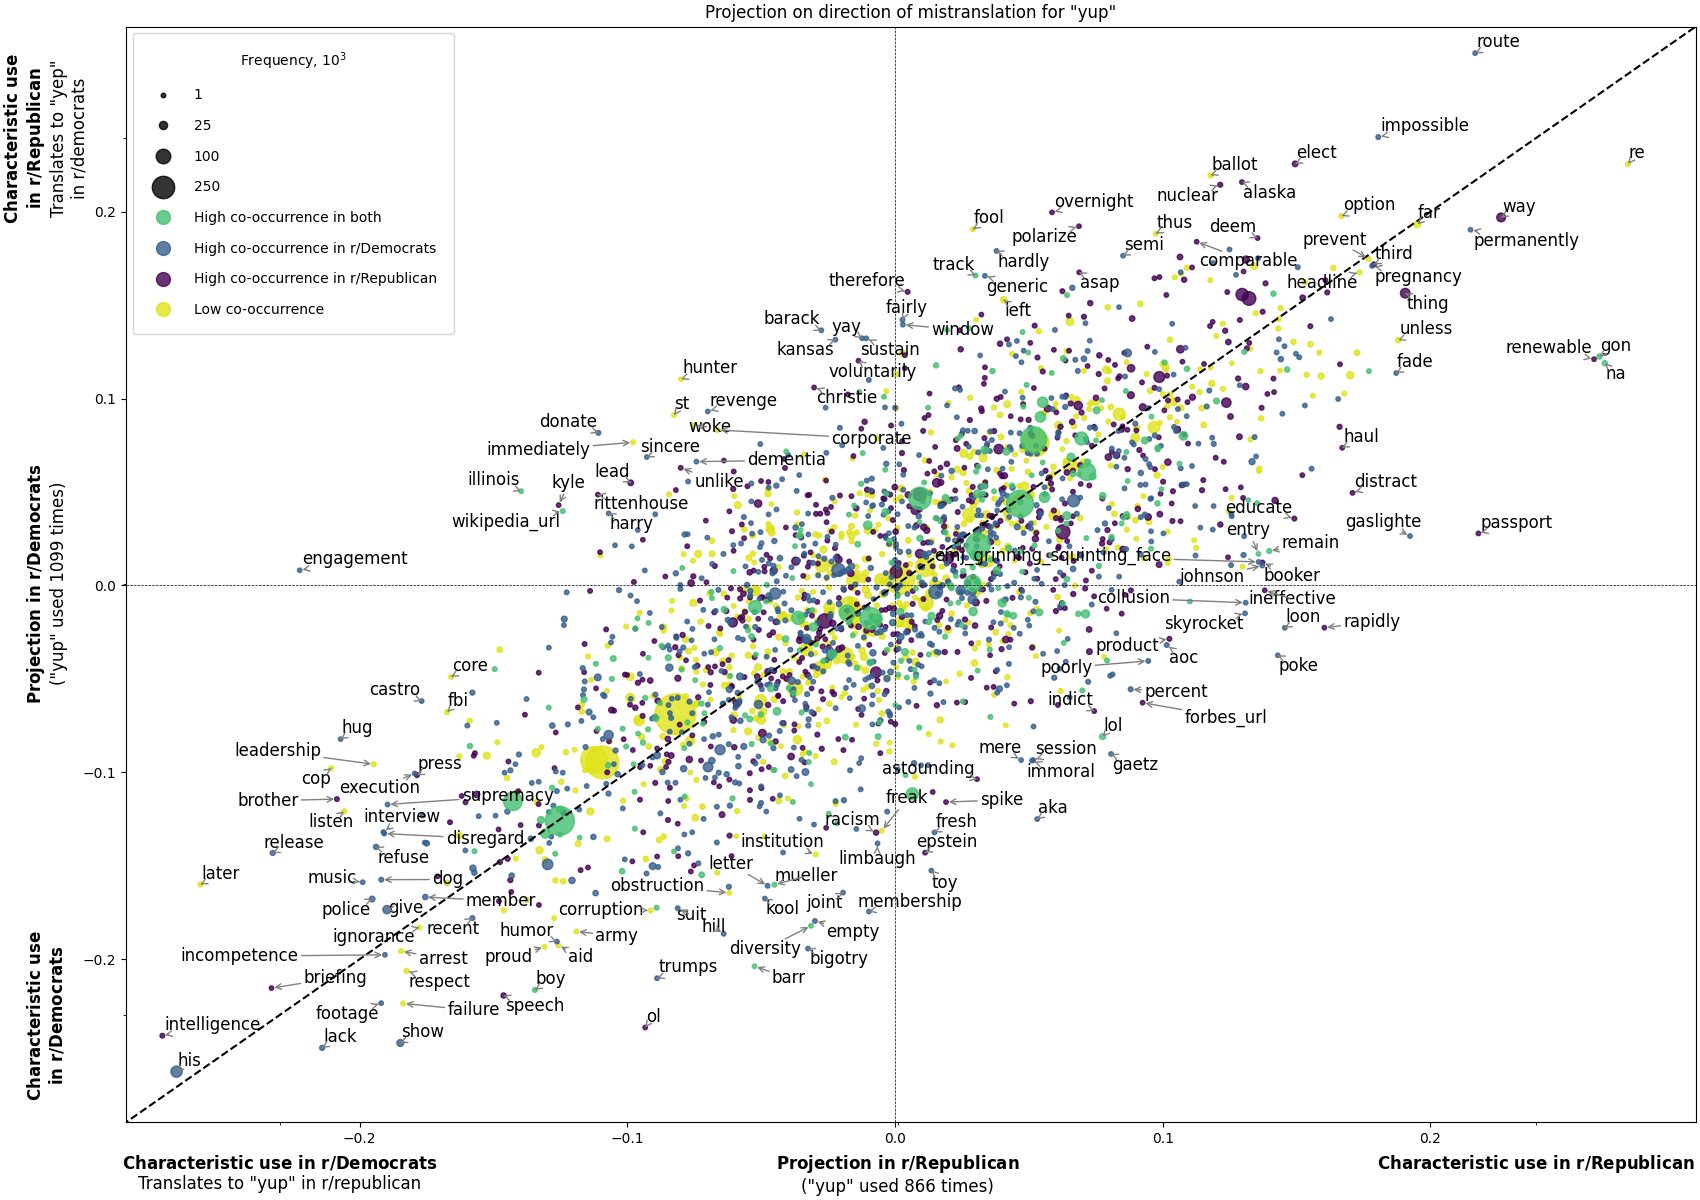 Projection on direction of mistranslation for "yup"
Characteristic use
in r/Republican
Translates to "yep"
in r/democrats
Projection in r/Democrats
("yup" used 1099 times)
Characteristic use
in r/Democrats
Frequency, 10³
1
25
100
250
High co-occurrence in both
High co-occurrence in r/Democrats
High co-occurrence in r/Republican
Low co-occurrence
0.2
0.1
0.0
−0.1
−0.2
route
impossible
re
elect
ballot
nuclear
alaska
overnight
option
way
far
fool
polarize
thus
deem
permanently
semi
prevent
third
hardly
comparable
track
generic
asap
headline
pregnancy
therefore
left
thing
fairly
barack
yay
window
unless
kansas
sustain
renewable
gon
hunter
voluntarily
fade
na
christie
st
revenge
donate
woke
corporate
haul
immediately
sincere
dementia
illinois
kyle
lead
unlike
distract
rittenhouse
educate
wikipedia_url
harry
entry
gaslighte
passport
remain
engagement
emj_grinning_squinting_face
johnson
booker
collusion
ineffective
skyrocket
loon
rapidly
product
core
poorly
aoc
poke
castro
fbi
indict
percent
hug
lol
forbes_url
leadership
mere
session
press
astounding
immoral
gaetz
cop
execution
brother
supremacy
freak
spike
aka
listen
interview
racism
fresh
release
disregard
institution
epstein
refuse
letter
limbaugh
later
music
dog
mueller
toy
obstruction
police
give
member
corruption
suit
kool
joint
membership
ignorance
recent
humor
army
hill
empty
incompetence
arrest
proud
aid
diversity
bigotry
briefing
respect
boy
trumps
barr
footage
failure
speech
intelligence
lack
show
ol
his
−0.2
−0.1
0.0
0.1
0.2
Characteristic use in r/Democrats
Translates to "yup" in r/republican
Projection in r/Republican
("yup" used 866 times)
Characteristic use in r/Republican